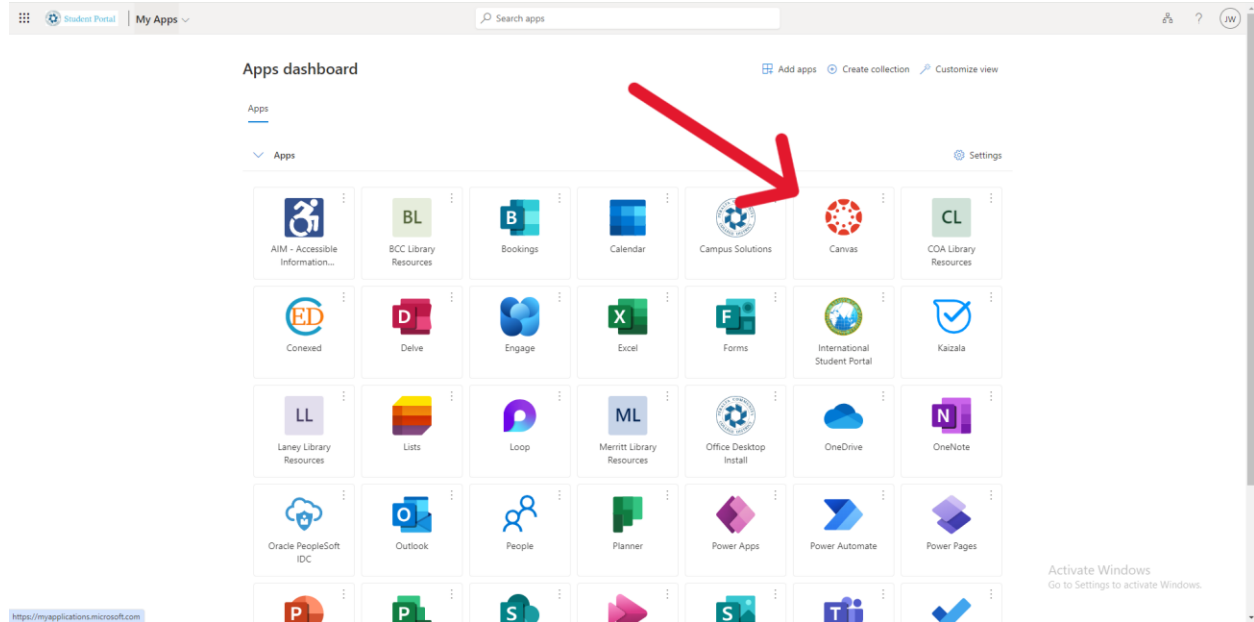 Student Portal
My Apps
Search apps
JW
Apps dashboard
Add apps
Create collection
Customize view
Apps
Apps
Settings
AIM - Accessible
Information...
BL
BCC Library
Resources
B
Bookings
Calendar
Campus Solutions
Canvas
CL
COA Library
Resources
ED
Conexed
D
Delve
Engage
X
Excel
F
Forms
International
Student Portal
Kaizala
LL
Laney Library
Resources
Lists
Loop
ML
Merritt Library
Resources
Office Desktop
Install
OneDrive
N
OneNote
Oracle PeopleSoft
IDC
O
Outlook
People
Planner
Power Apps
Power Automate
Power Pages
P
P
S
S
T
Activate Windows
Go to Settings to activate Windows.
https://myapplications.microsoft.com